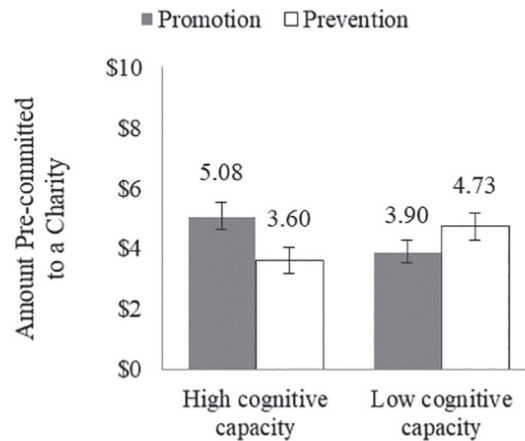 Promotion Prevention
Amount Pre-committed
to a Charity
$10
$8
$6
$4
$2
$0
5.08
3.60
3.90
4.73
High cognitive
capacity
Low cognitive
capacity